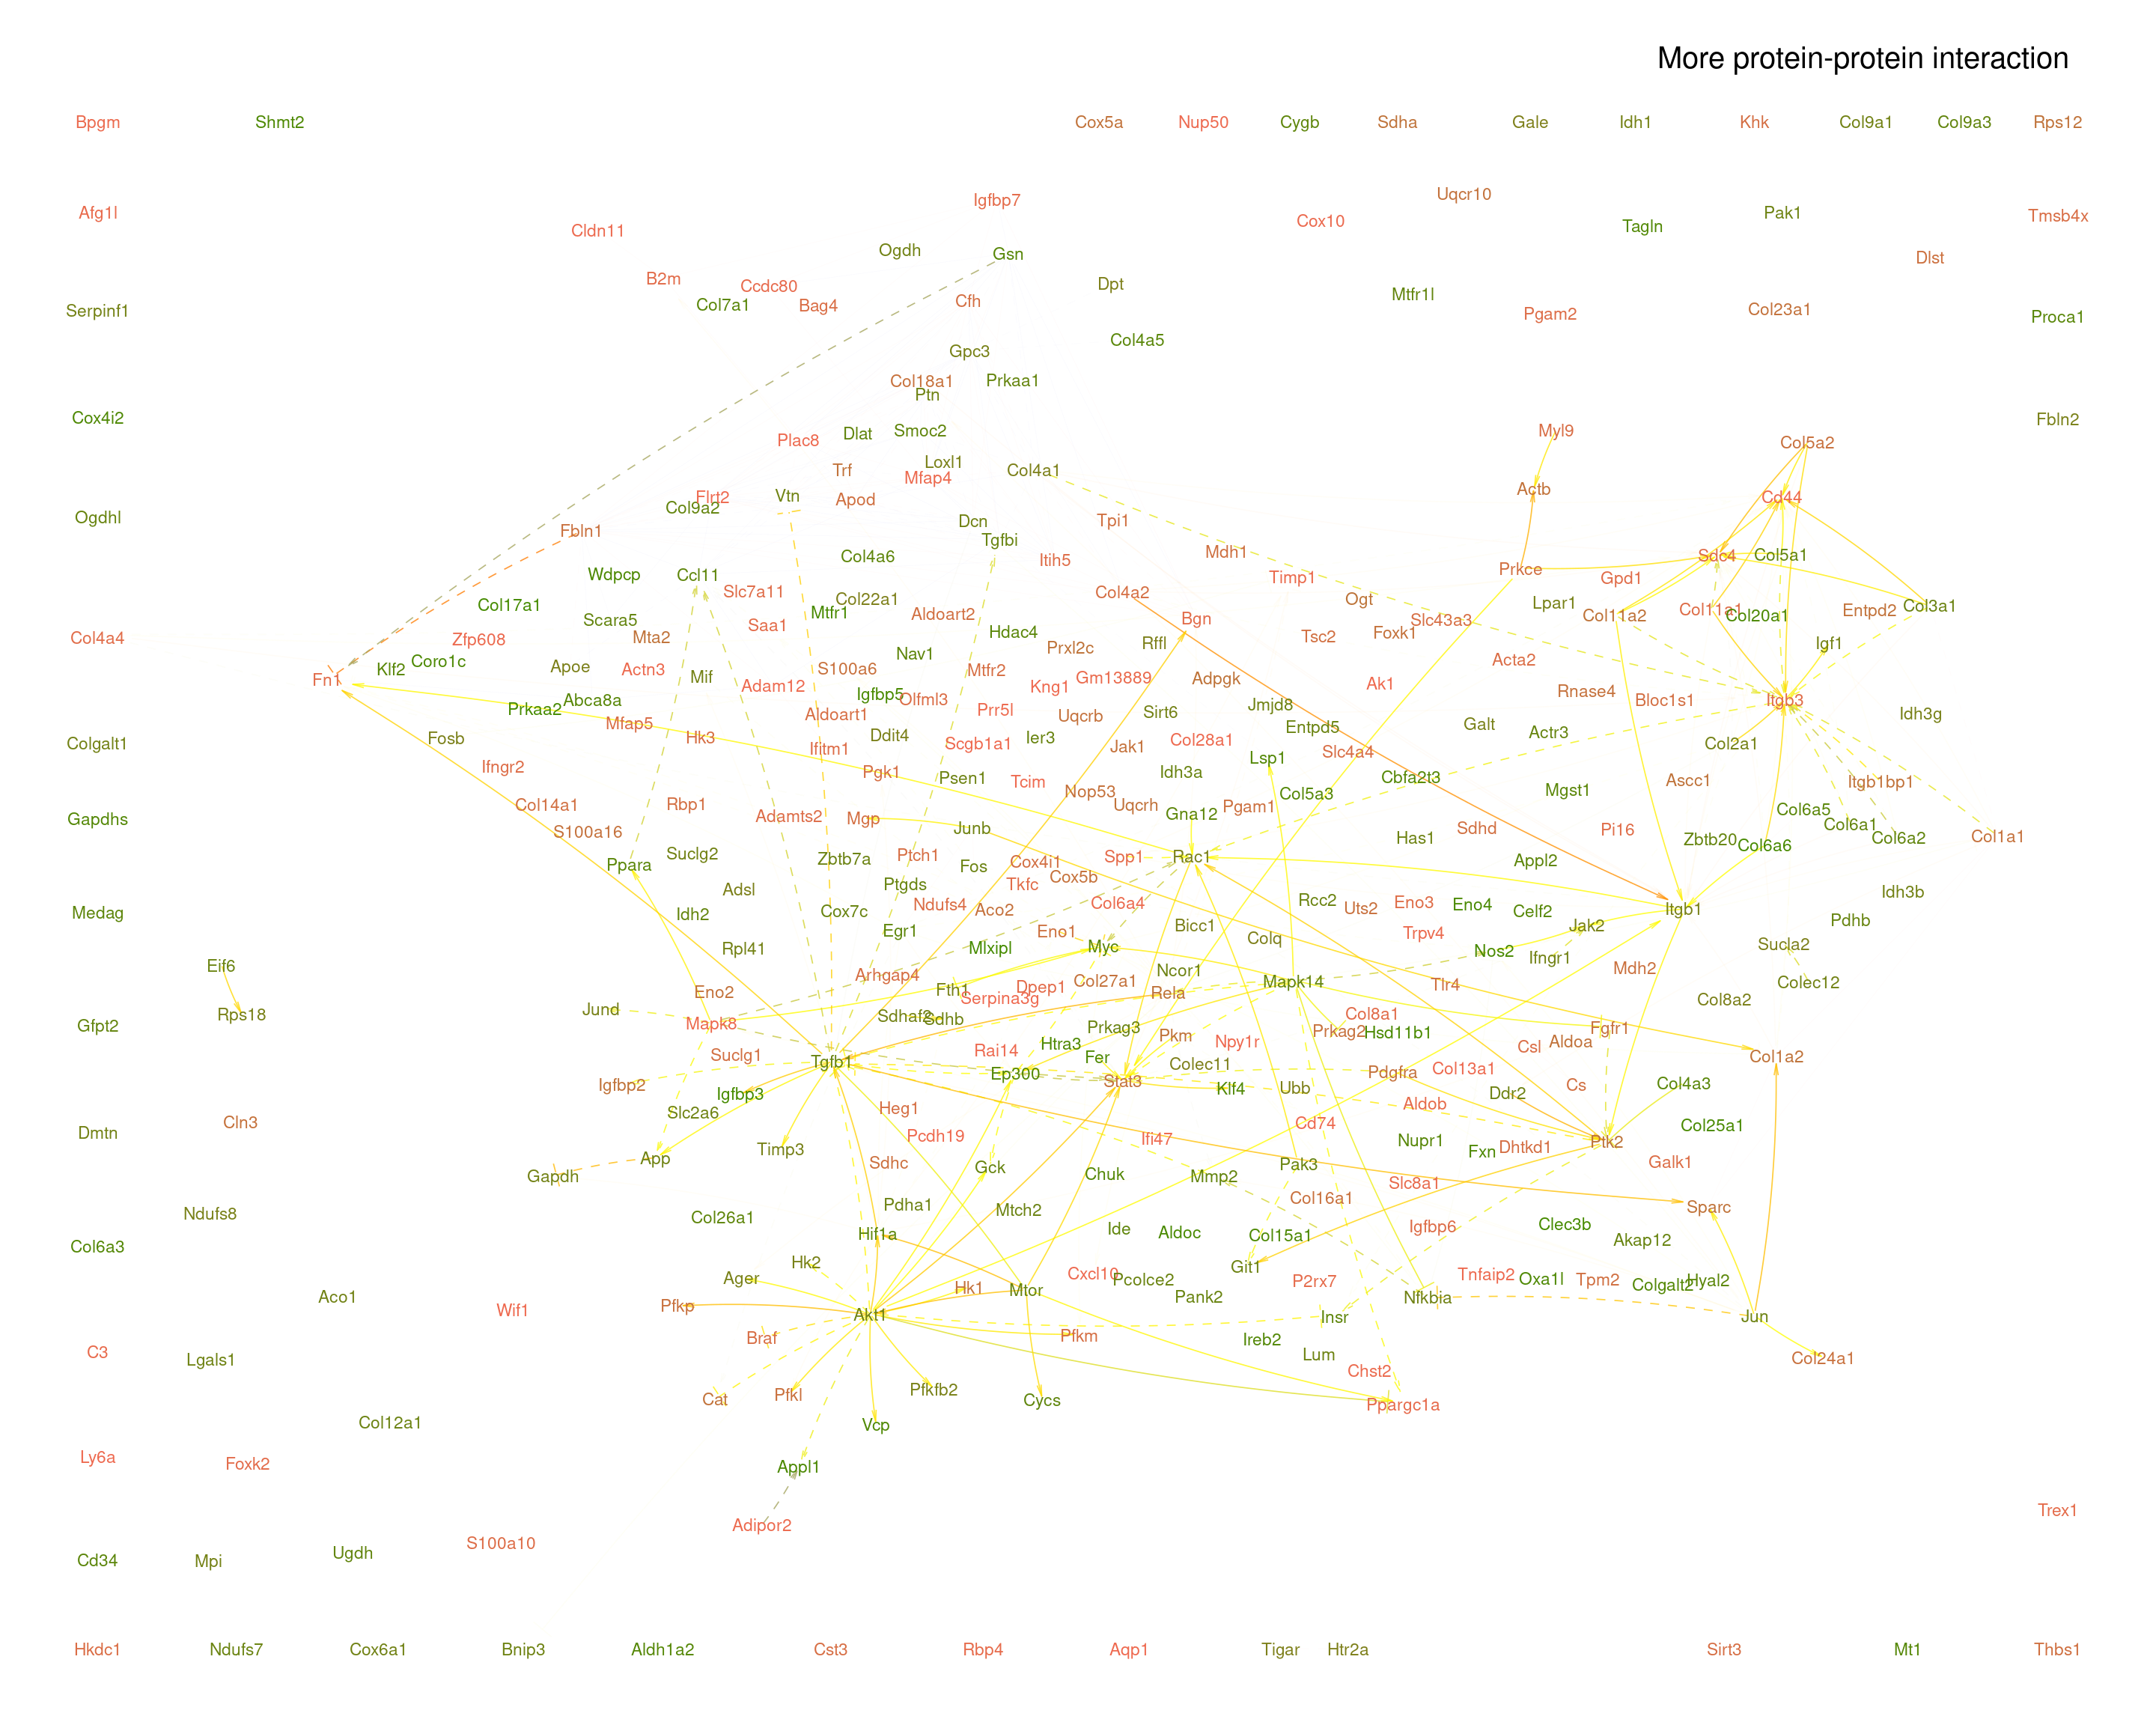 More protein-protein interaction
Bpgm Shmt2 Cox5a Nup50 Cygb Sdha Gale Idh1 Khk Col9a1 Col9a3 Rps12
Igfbp7 Uqcr10
Afg1l Cldn11 Cox10 Tagln Pak1 Tmsb4x
Ogdh Gsn Dlst
B2m Ccdc80 Dpt Mtfr1l
Serpinf1 Col7a1 Bag4 Cfh Pgam2 Col23a1 Proca1
Gpc3 Col4a5
Col18a1 Prkaa1
Ptn
Cox4i2 Plac8 Dlat Smoc2 Myl9 Col5a2 Fbln2
Trf Loxl1 Col4a1
Mfap4
Flrt2 Vtn Apod Actb Cd44
Ogdhl Col9a2 Dcn Tpi1
Fbln1 Tgfbi
Col4a6 Itih5 Mdh1 Sdc4 Col5a1
Wdpcp Ccl11 Timp1 Prkce Gpd1
Slc7a11 Col22a1 Col4a2 Ogt Lpar1
Col17a1 Scara5 Mtfr1 Aldoart2 Bgn Slc43a3 Col11a2 Col11a1 Col20a1 Entpd2 Col3a1
Col4a4 Zfp608 Mta2 Saa1 Hdac4 Prxl2c Rffl Tsc2 Foxk1 Igf1
Fn1 Klf2 Coro1c Apoe Actn3 Mif S100a6 Nav1 Mtfr2 Gm13889 Adpgk Ak1 Acta2
Prkaa2 Abca8a Adam12 Igfbp5 Olfml3 Kng1 Rnase4 Bloc1s1 Itgb3
Mfap5 Aldoart1 Prr5l Uqcrb Sirt6 Jmjd8 Idh3g
Colgalt1 Fosb Hk3 Ifitm1 Ddit4 Scgb1a1 Ier3 Jak1 Col28a1 Entpd5 Slc4a4 Galt Actr3 Col2a1
Ifngr2 Pgk1 Psen1 Tcim Idh3a Lsp1 Cbfa2t3 Ascc1 Itgb1bp1
Col14a1 Rbp1 Nop53 Uqcrh Pgam1 Col5a3 Mgst1
Gapdhs S100a16 Adamts2 Mgp Junb Gna12 Has1 Sdhd Pi16 Zbtb20 Col6a5 Col6a1 Col6a2 Col1a1
Ppara Suclg2 Zbtb7a Ptch1 Fos Cox4i1 Spp1 Rac1 Appl2 Col6a6
Adsl Ptgds Tkfc Cox5b Idh3b
Medag Idh2 Cox7c Ndufs4 Aco2 Col6a4 Rcc2 Uts2 Eno3 Eno4 Celf2 Itgb1 Pdhb
Rpl41 Egr1 Mlxipl Eno1 Myc Bicc1 Colq Trpv4 Nos2 Jak2 Sucla2
Eif6 Arhgap4 Ncor1 Ifngr1 Mdh2
Eno2 Fth1 Serpina3g Dpep1 Col27a1 Rela Mapk14 Tlr4 Col8a2 Colec12
Gfpt2 Rps18 Jund Mapk8 Sdhaf2 Sdhb Prkag3 Col8a1 Prkag2 Hsd11b1 Fgfr1
Suclg1 Tgfb1 Rai14 Htra3 Fer Pkm Npy1r Csl Aldoa Col1a2
Igfbp2 Igfbp3 Ep300 Stat3 Colec11 Klf4 Ubb Pdgfra Col13a1 Ddr2 Cs Col4a3
Dmtn Cln3 Slc2a6 Heg1 Cd74 Aldob Col25a1
Timp3 Pcdh19 Ifi47 Nupr1 Fxn Dhtkd1 Ptk2
Gapdh App Sdhc Gck Chuk Mmp2 Pak3 Slc8a1 Galk1
Ndufs8 Col26a1 Pdha1 Mtch2 Col16a1 Sparc
Col6a3 Hif1a Ide Aldoc Col15a1 Igfbp6 Clec3b Akap12
Aco1 Ager Hk2 Hk1 Mtor Cxcl10 Pcolce2 Git1 P2rx7 Tnfaip2 Oxa1l Tpm2 Colgalt2 Hyal2
Wif1 Pfkp Akt1 Pank2 Insr Nfkbia Jun
C3 Lgals1 Braf Pfkm Ireb2 Lum Col24a1
Cat Pfkl Pfkfb2 Cycs Chst2 Ppargc1a
Col12a1 Vcp
Ly6a Foxk2 Appl1
Adipor2 Trex1
Cd34 Mpi Ugdh S100a10
Hkdc1 Ndufs7 Cox6a1 Bnip3 Aldh1a2 Cst3 Rbp4 Aqp1 Tigar Htr2a Sirt3 Mt1 Thbs1